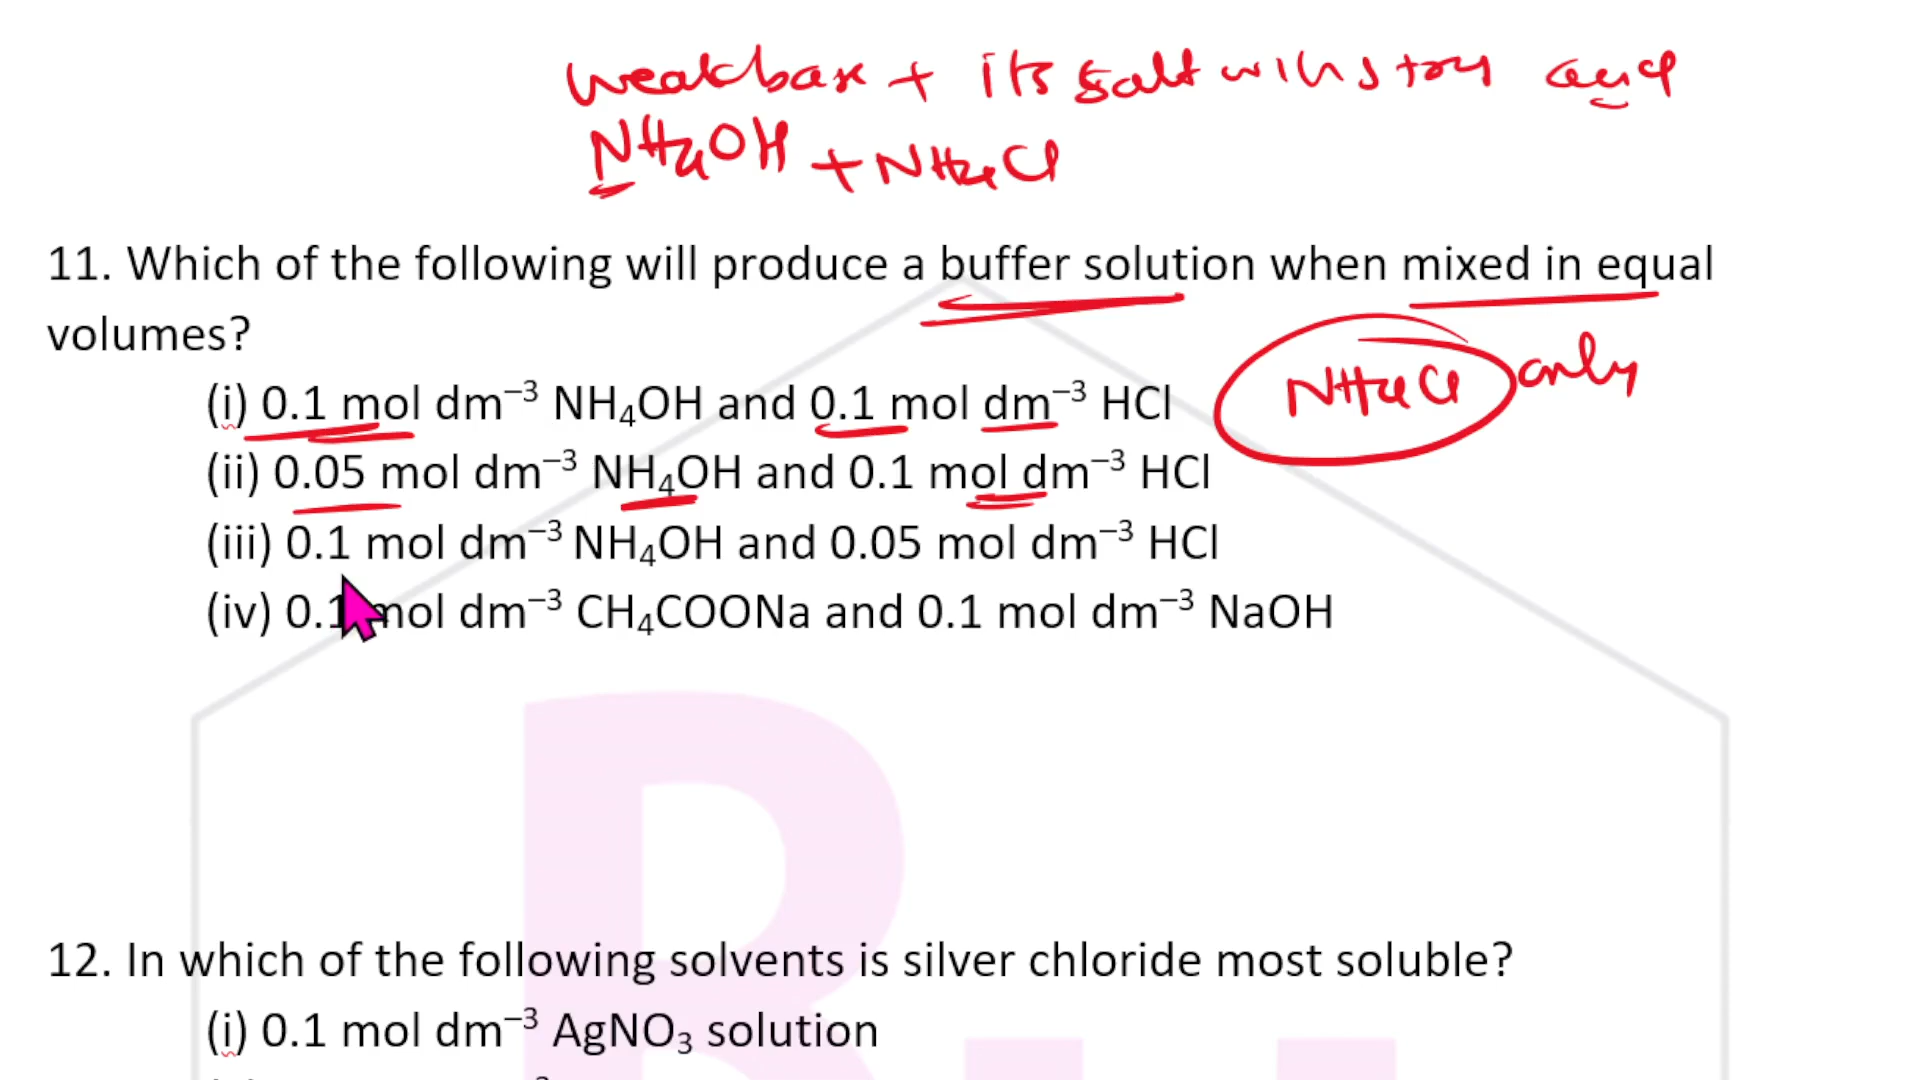 weak base + its salt with strong acid
NH4OH + NH4Cl
11. Which of the following will produce a buffer solution when mixed in equal
volumes?
(i) 0.1 mol dm⁻³ NH₄OH and 0.1 mol dm⁻³ HCl
NH4Cl only
(ii) 0.05 mol dm⁻³ NH₄OH and 0.1 mol dm⁻³ HCl
(iii) 0.1 mol dm⁻³ NH₄OH and 0.05 mol dm⁻³ HCl
(iv) 0.1 mol dm⁻³ CH₄COONa and 0.1 mol dm⁻³ NaOH
12. In which of the following solvents is silver chloride most soluble?
(i) 0.1 mol dm⁻³ AgNO₃ solution